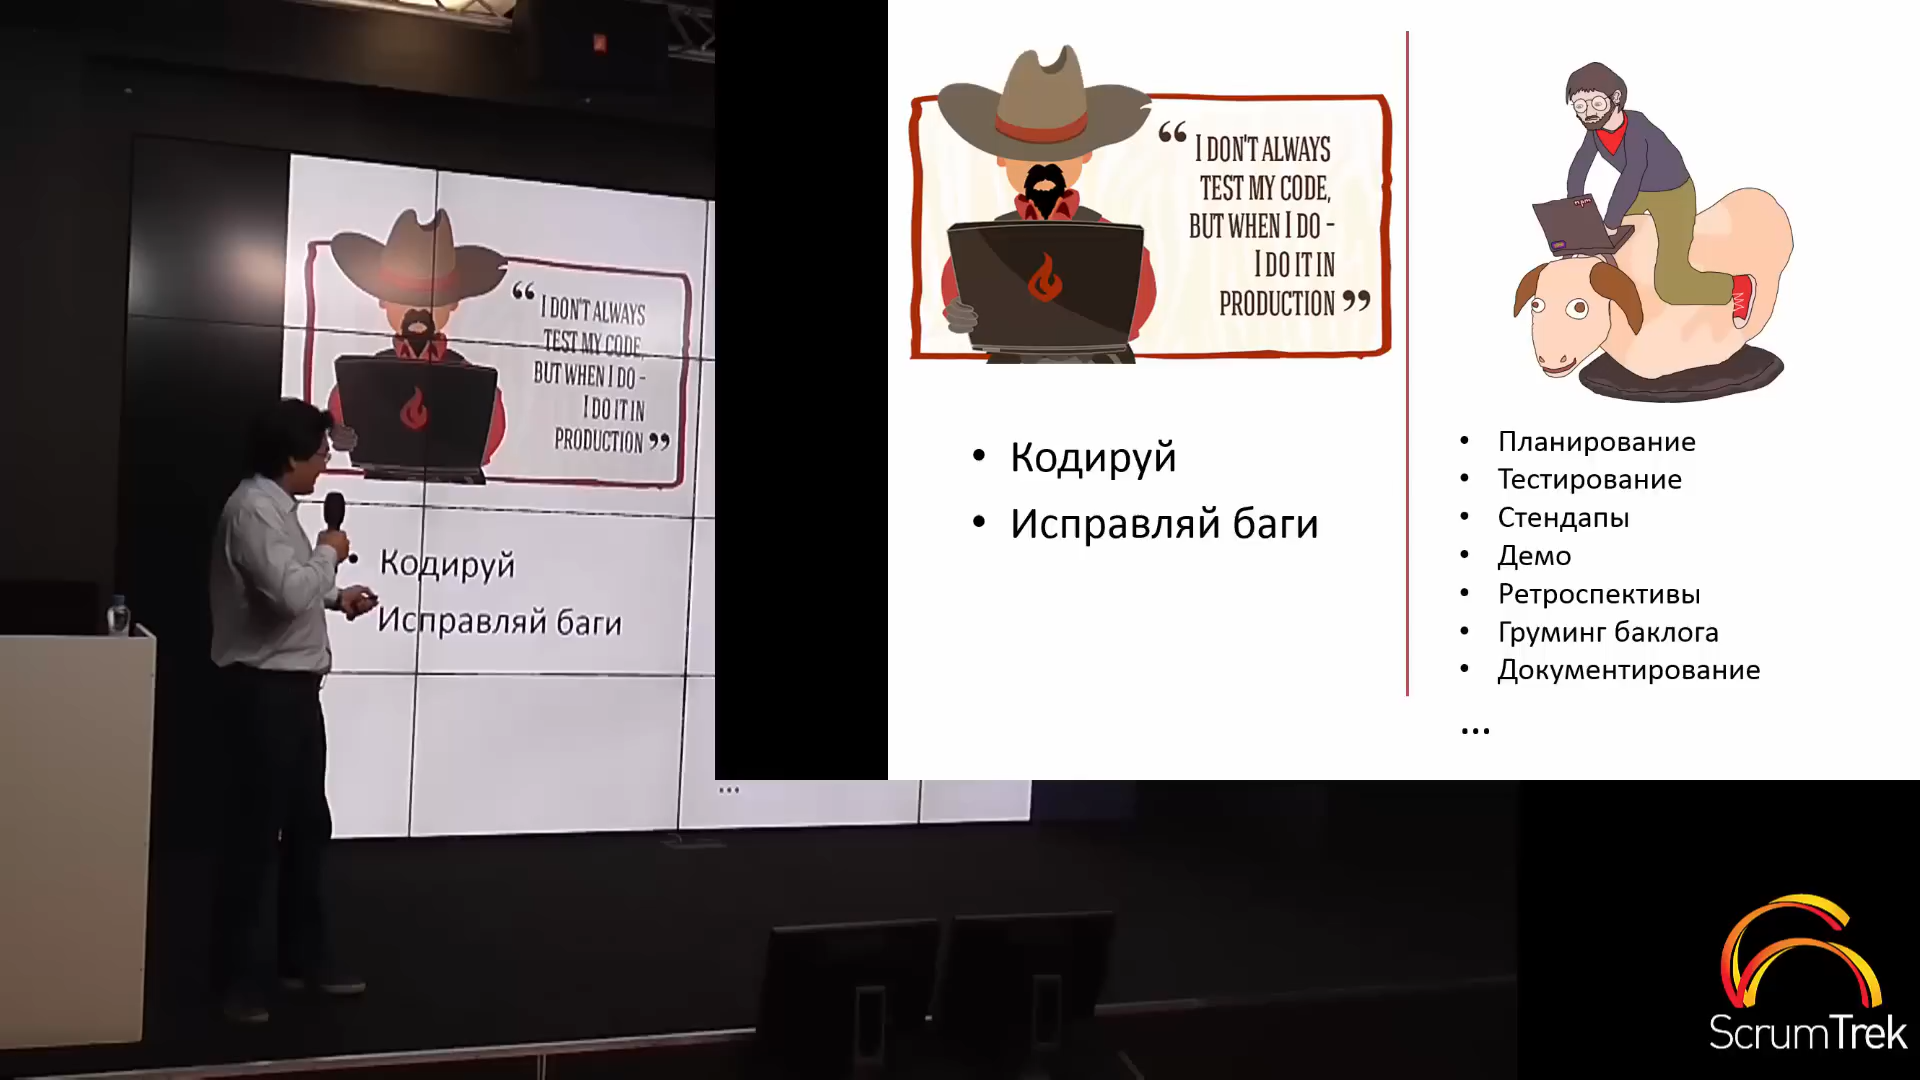 “ I DON'T ALWAYS
TEST MY CODE,
BUT WHEN I DO -
I DO IT IN
PRODUCTION ”
• Кодируй
• Исправляй баги
...
“ I DON'T ALWAYS
TEST MY CODE,
BUT WHEN I DO -
I DO IT IN
PRODUCTION ”
• Кодируй
• Исправляй баги
npm
• Планирование
• Тестирование
• Стендапы
• Демо
• Ретроспективы
• Груминг баклога
• Документирование
...
ScrumTrek